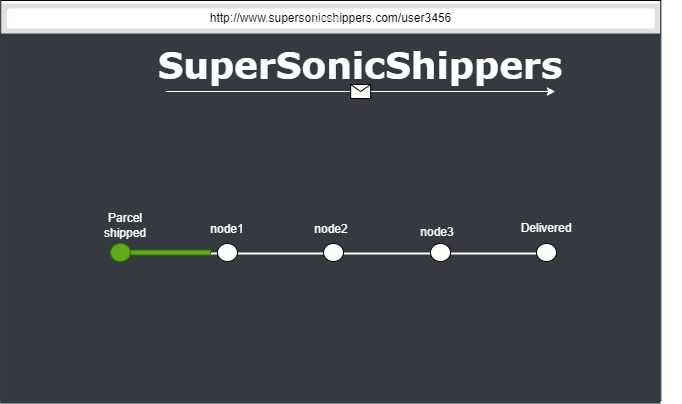 http://www.supersonicshippers.com/user3456
SuperSonicShippers
Parcel
shipped
node1
node2
node3
Delivered